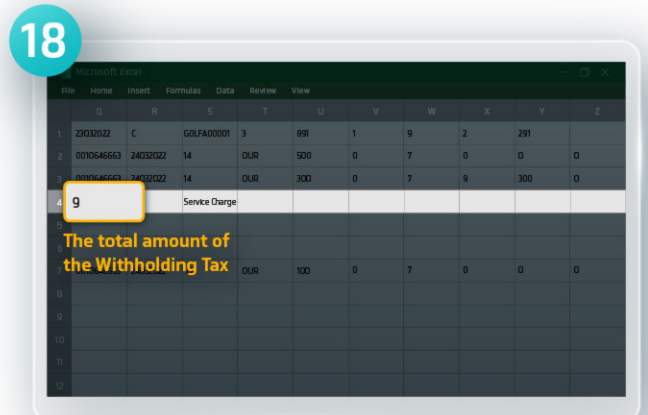 18
Microsoft Excel
File Home Insert Formulas Data Review View
Q R S T U V W X Y Z
1 23032022 C GOLFA00001 3 891 1 9 2 291
2 0010646663 24032022 14 OUR 500 0 7 0 0 0
3 0010646663 24032022 14 OUR 300 0 7 9 300 0
4 9 Service Charge
5
6
The total amount of
the Withholding Tax
7 OUR 100 0 7 0 0 0
8
9
10
11
12